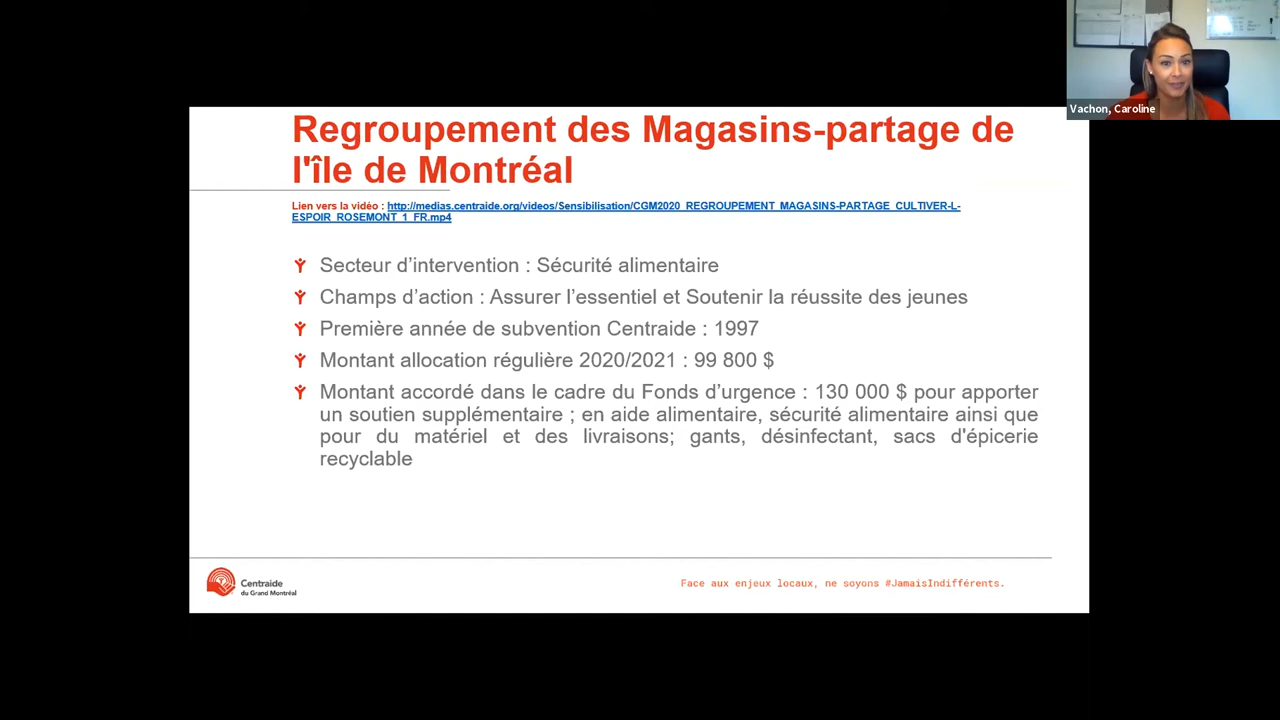 Vachon, Caroline
Regroupement des Magasins-partage de
l'île de Montréal
Lien vers la vidéo : http://medias.centraide.org/videos/Sensibilisation/CGM2020_REGROUPEMENT_MAGASINS-PARTAGE_CULTIVER-L-
ESPOIR_ROSEMONT_1_FR.mp4
Secteur d’intervention : Sécurité alimentaire
Champs d’action : Assurer l’essentiel et Soutenir la réussite des jeunes
Première année de subvention Centraide : 1997
Montant allocation régulière 2020/2021 : 99 800 $
Montant accordé dans le cadre du Fonds d’urgence : 130 000 $ pour apporter
un soutien supplémentaire ; en aide alimentaire, sécurité alimentaire ainsi que
pour du matériel et des livraisons; gants, désinfectant, sacs d'épicerie
recyclable
Centraide
du Grand Montréal
Face aux enjeux locaux, ne soyons #JamaisIndifférents.